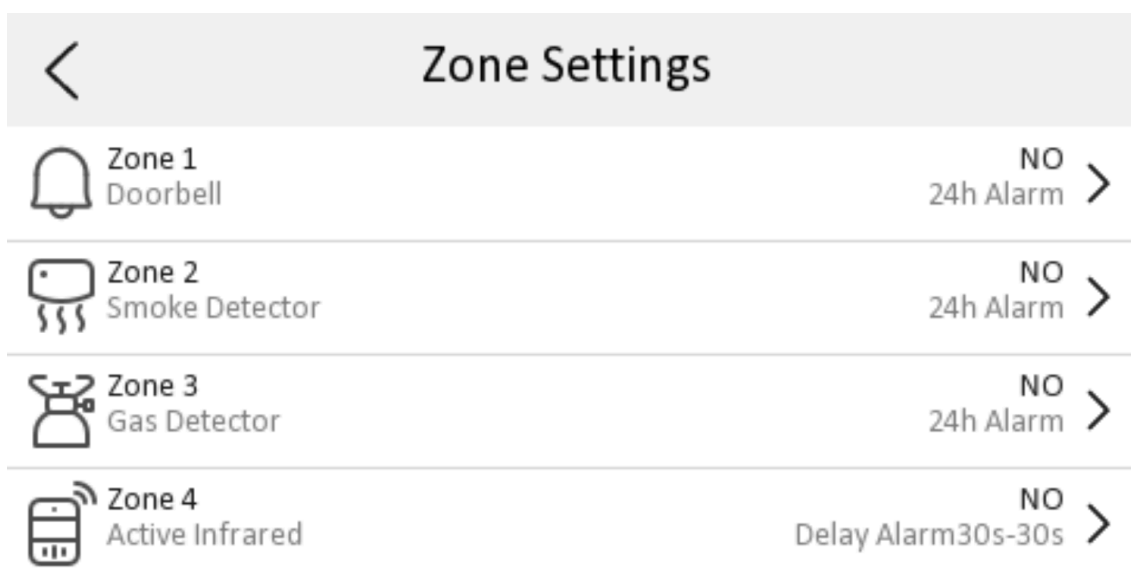 Zone Settings
Zone 1 NO
Doorbell 24h Alarm
Zone 2 NO
Smoke Detector 24h Alarm
Zone 3 NO
Gas Detector 24h Alarm
Zone 4 NO
Active Infrared Delay Alarm30s-30s